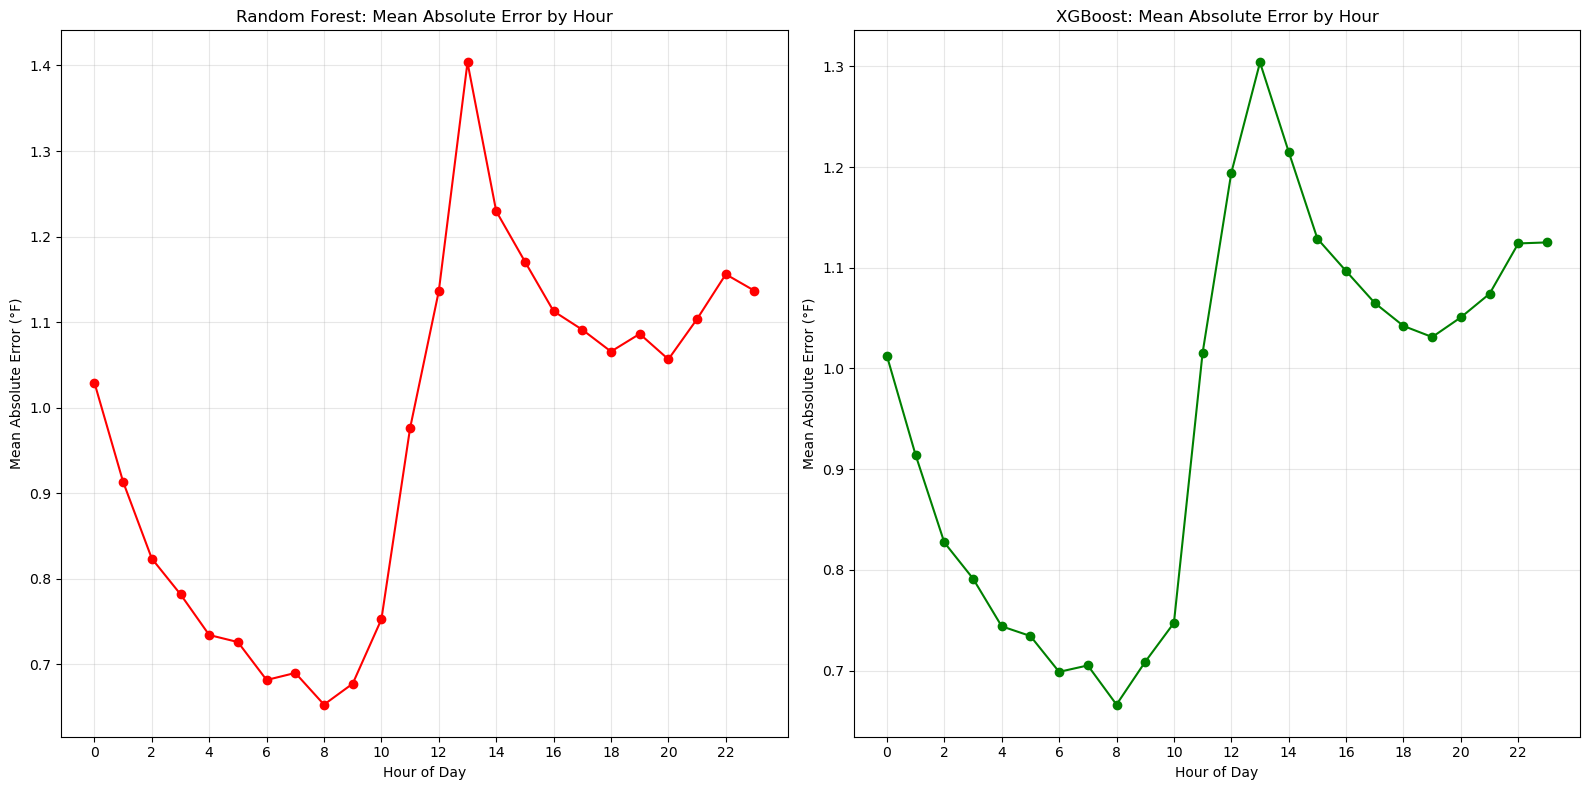 Random Forest: Mean Absolute Error by Hour
Mean Absolute Error (°F)
1.4
1.3
1.2
1.1
1.0
0.9
0.8
0.7
0 2 4 6 8 10 12 14 16 18 20 22
Hour of Day
XGBoost: Mean Absolute Error by Hour
Mean Absolute Error (°F)
1.3
1.2
1.1
1.0
0.9
0.8
0.7
0 2 4 6 8 10 12 14 16 18 20 22
Hour of Day